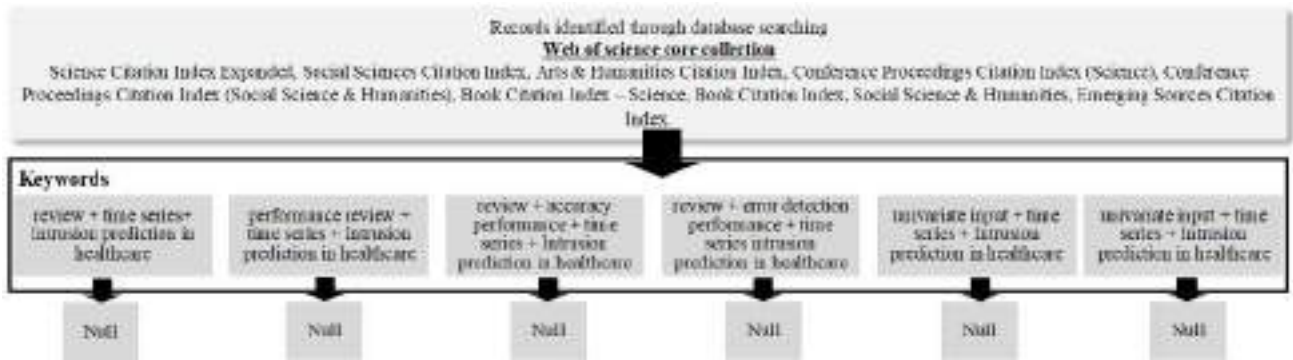 Records identified through database searching
Web of science core collection
Science Citation Index Expanded, Social Sciences Citation Index, Arts & Humanities Citation Index, Conference Proceedings Citation Index (Science), Conference
Proceedings Citation Index (Social Science & Humanities), Book Citation Index – Science, Book Citation Index, Social Science & Humanities, Emerging Sources Citation
Index
Keywords
review + time series+
Intrusion prediction in
healthcare
performance review +
time series + Intrusion
prediction in healthcare
review + accuracy
performance + time
series + Intrusion
prediction in healthcare
review + error detection
performance + time
series intrusion
prediction in healthcare
univariate input + time
series + Intrusion
prediction in healthcare
univariate input + time
series + Intrusion
prediction in healthcare
Null
Null
Null
Null
Null
Null